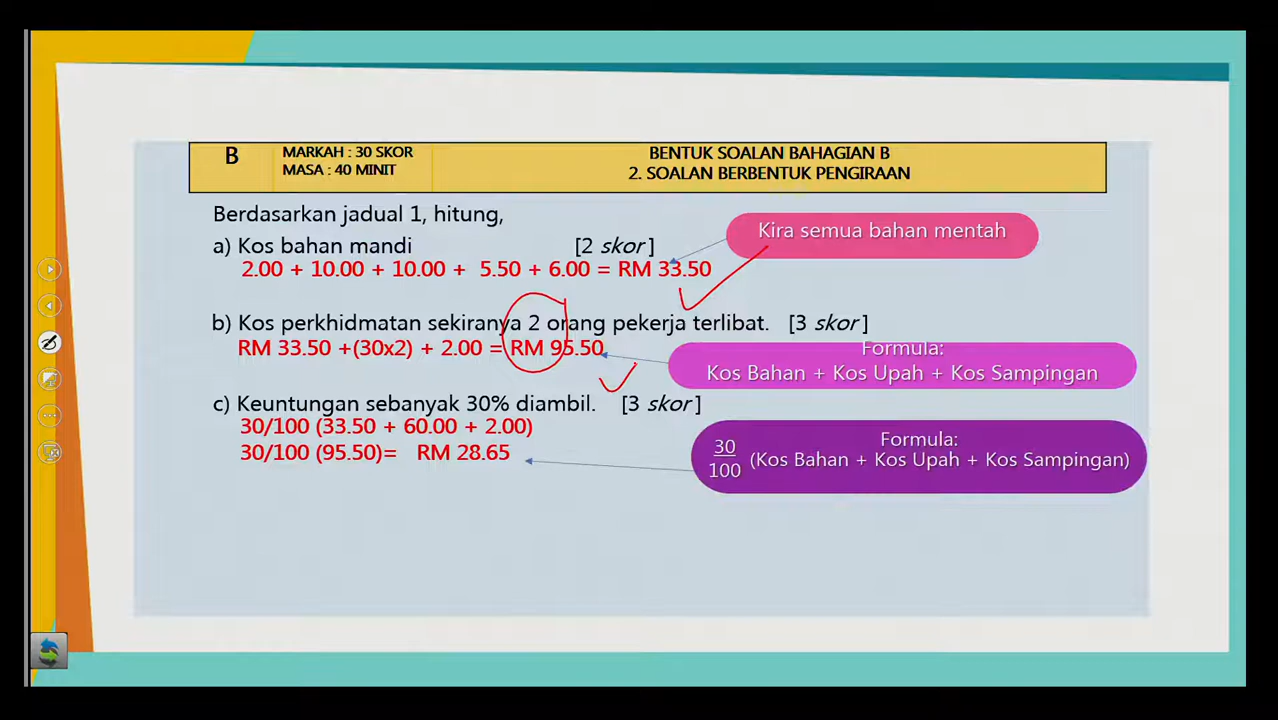 B
MARKAH : 30 SKOR
MASA : 40 MINIT
BENTUK SOALAN BAHAGIAN B
2. SOALAN BERBENTUK PENGIRAAN
Berdasarkan jadual 1, hitung,
a) Kos bahan mandi [2 skor]
2.00 + 10.00 + 10.00 + 5.50 + 6.00 = RM 33.50
Kira semua bahan mentah
b) Kos perkhidmatan sekiranya 2 orang pekerja terlibat. [3 skor]
RM 33.50 +(30x2) + 2.00 = RM 95.50
Formula:
Kos Bahan + Kos Upah + Kos Sampingan
c) Keuntungan sebanyak 30% diambil. [3 skor]
30/100 (33.50 + 60.00 + 2.00)
30/100 (95.50)= RM 28.65
Formula:
30/100 (Kos Bahan + Kos Upah + Kos Sampingan)